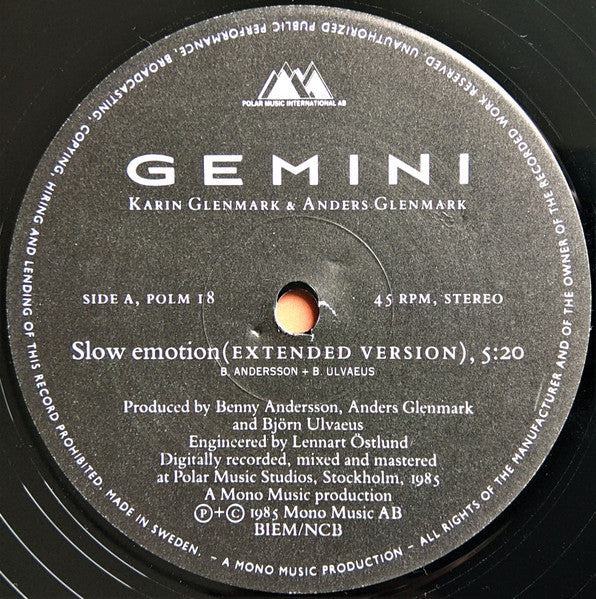 POLAR MUSIC INTERNATIONAL AB
GEMINI
KARIN GLENMARK & ANDERS GLENMARK
SIDE A, POLM 18
45 RPM, STEREO
Slow emotion (EXTENDED VERSION), 5:20
B. ANDERSSON + B. ULVAEUS
Produced by Benny Andersson, Anders Glenmark
and Björn Ulvaeus
Engineered by Lennart Östlund
Digitally recorded, mixed and mastered
at Polar Music Studios, Stockholm, 1985
A Mono Music production
Ⓟ+© 1985 Mono Music AB
BIEM/NCB
– A MONO MUSIC PRODUCTION – ALL RIGHTS OF THE MANUFACTURER AND OF THE OWNER OF THE RECORDED WORK RESERVED. UNAUTHORIZED PUBLIC PERFORMANCE, BROADCASTING, COPYING, HIRING AND LENDING OF THIS RECORD PROHIBITED. MADE IN SWEDEN.